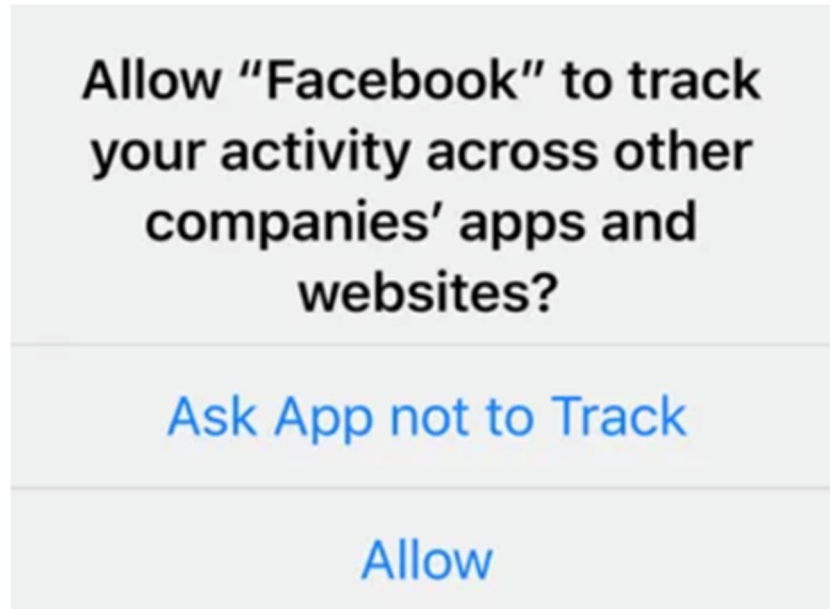 Allow “Facebook” to track
your activity across other
companies’ apps and
websites?
Ask App not to Track
Allow